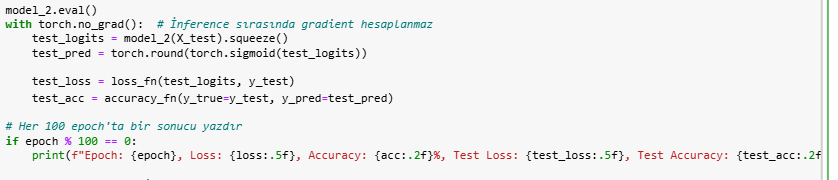 model_2.eval()
with torch.no_grad():  # İnference sırasında gradient hesaplanmaz
    test_logits = model_2(X_test).squeeze()
    test_pred = torch.round(torch.sigmoid(test_logits))
    test_loss = loss_fn(test_logits, y_test)
    test_acc = accuracy_fn(y_true=y_test, y_pred=test_pred)
# Her 100 epoch'ta bir sonucu yazdır
if epoch % 100 == 0:
    print(f"Epoch: {epoch}, Loss: {loss:.5f}, Accuracy: {acc:.2f}%, Test Loss: {test_loss:.5f}, Test Accuracy: {test_acc:.2f